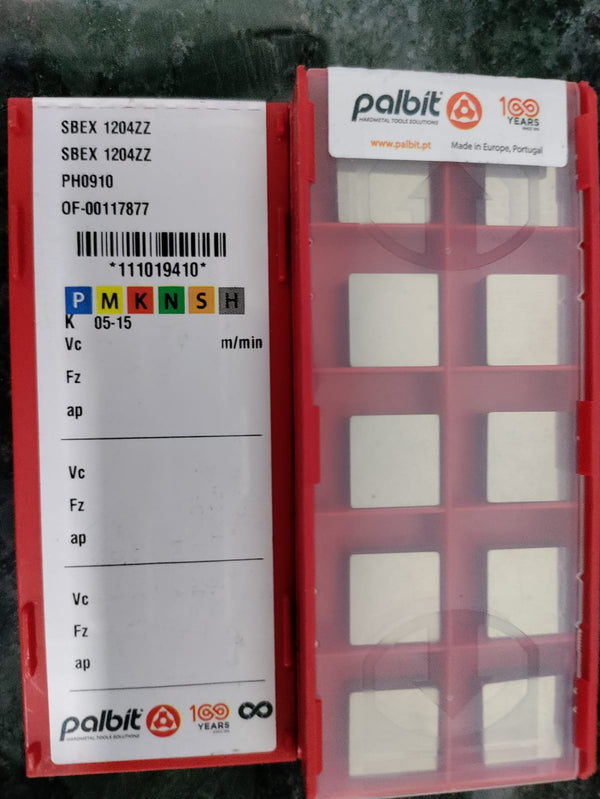 SBEX 1204ZZ
SBEX 1204ZZ
PH0910
OF-00117877
*111019410*
P M K N S H
K 05-15
Vc m/min
Fz
ap
Vc
Fz
ap
Vc
Fz
ap
palbit
HARDMETAL TOOLS SOLUTIONS
100
YEARS
palbit
HARDMETAL TOOLS SOLUTIONS
100
YEARS
www.palbit.pt Made in Europe, Portugal